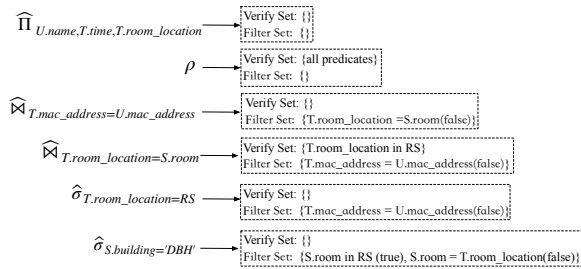 Π̂ U.name,T.time,T.room_location
Verify Set: {}
Filter Set: {}
ρ
Verify Set: {all predicates}
Filter Set: {}
⋈̂ T.mac_address=U.mac_address
Verify Set: {}
Filter Set: {T.room_location =S.room(false)}
⋈̂ T.room_location=S.room
Verify Set: {T.room_location in RS}
Filter Set: {T.mac_address = U.mac_address(false)}
σ̂ T.room_location=RS
Verify Set: {}
Filter Set: {T.mac_address = U.mac_address(false)}
σ̂ S.building='DBH'
Verify Set: {}
Filter Set: {S.room in RS (true), S.room = T.room_location(false)}